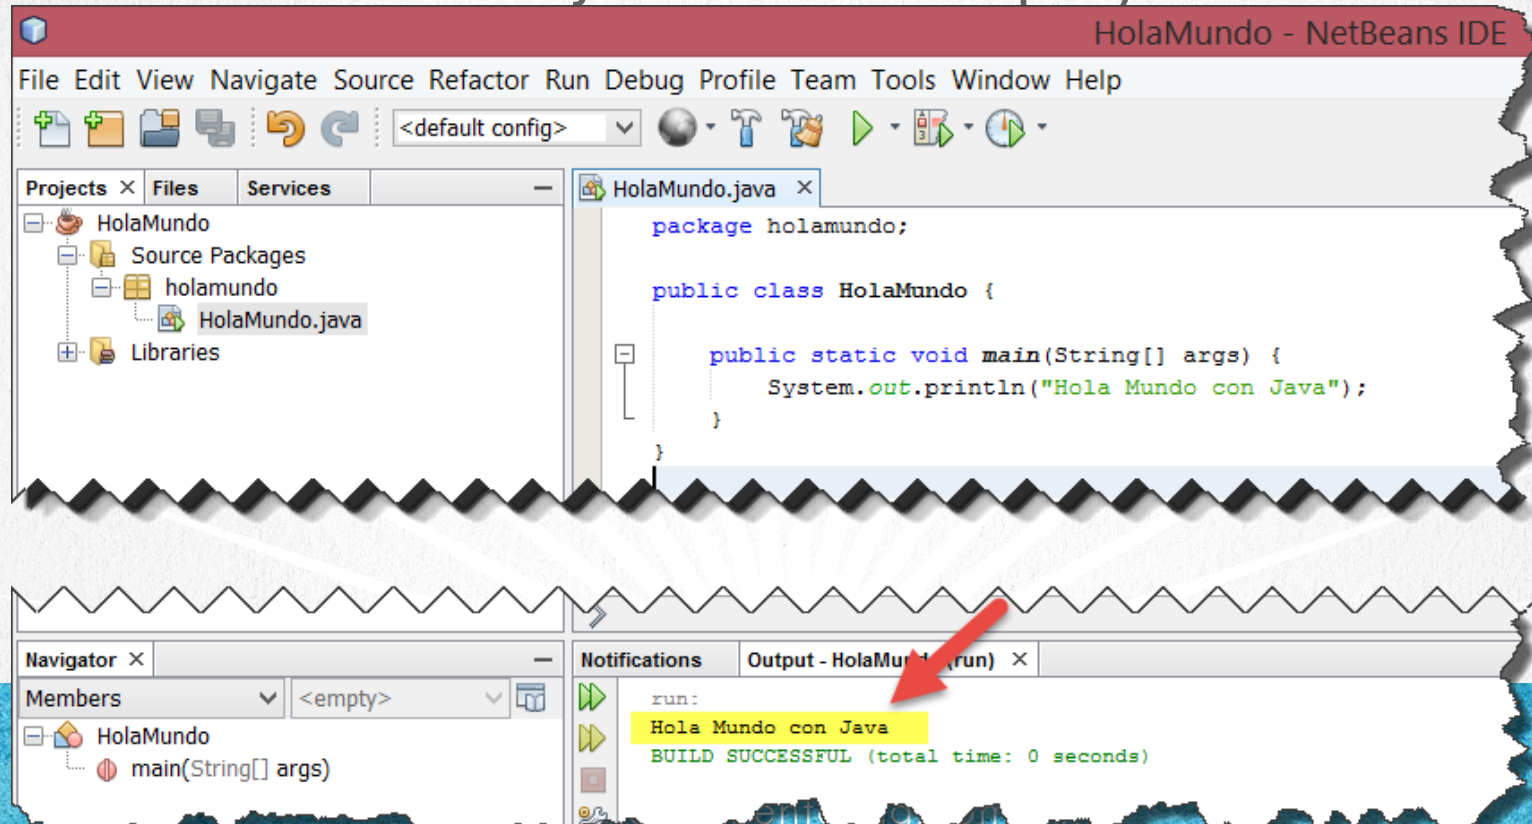 HolaMundo - NetBeans IDE
File Edit View Navigate Source Refactor Run Debug Profile Team Tools Window Help
<default config>
Projects Files Services
HolaMundo
Source Packages
holamundo
HolaMundo.java
Libraries
HolaMundo.java
package holamundo;
public class HolaMundo {
public static void main(String[] args) {
System.out.println("Hola Mundo con Java");
}
}
Navigator
Members <empty>
HolaMundo
main(String[] args)
Notifications Output - HolaMundo (run)
run:
Hola Mundo con Java
BUILD SUCCESSFUL (total time: 0 seconds)